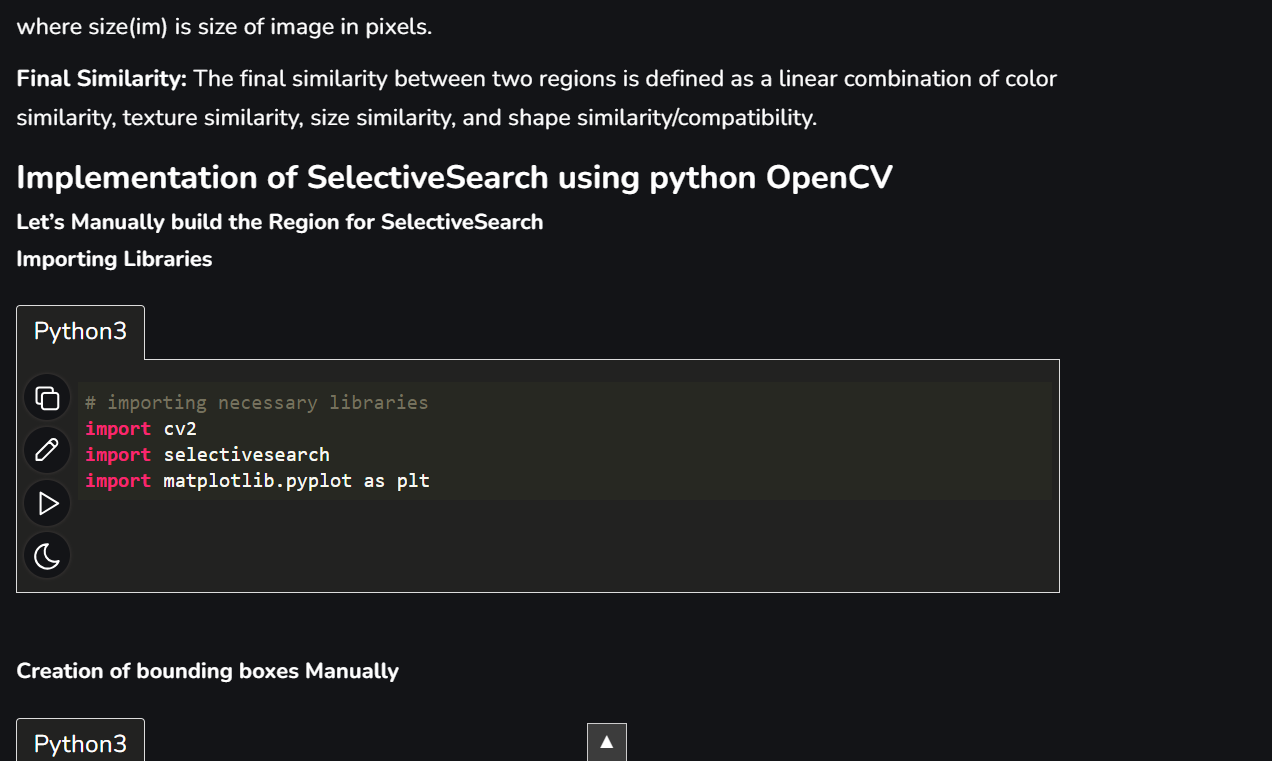 where size(im) is size of image in pixels.
Final Similarity: The final similarity between two regions is defined as a linear combination of color
similarity, texture similarity, size similarity, and shape similarity/compatibility.
Implementation of SelectiveSearch using python OpenCV
Let’s Manually build the Region for SelectiveSearch
Importing Libraries
Python3
# importing necessary libraries
import cv2
import selectivesearch
import matplotlib.pyplot as plt
Creation of bounding boxes Manually
Python3